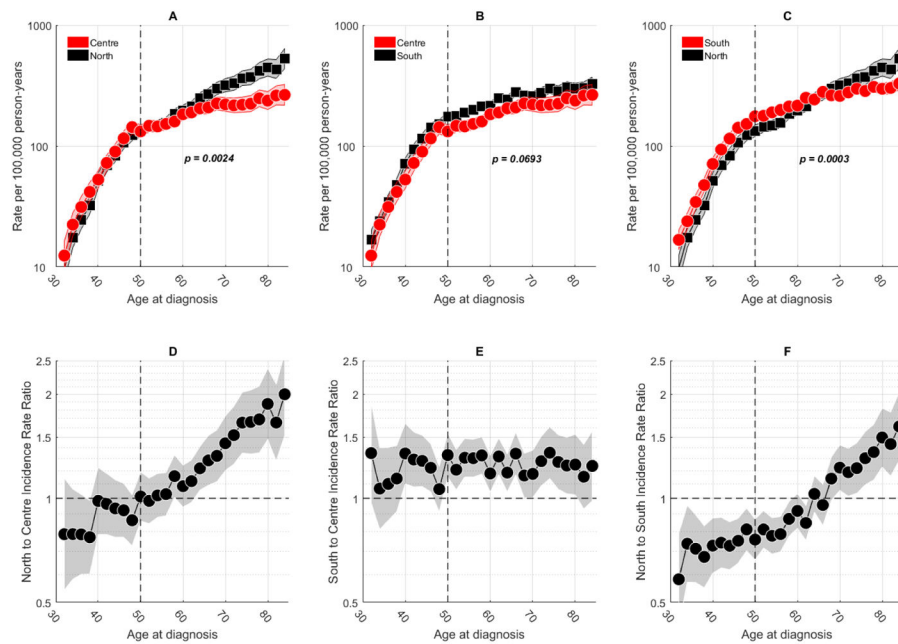 A
1000
Centre
North
100
10
p = 0.0024
30
40
50
60
70
80
Age at diagnosis
Rate per 100,000 person-years
B
1000
Centre
South
100
10
p = 0.0693
30
40
50
60
70
80
Age at diagnosis
Rate per 100,000 person-years
C
1000
South
North
100
10
p = 0.0003
30
40
50
60
70
80
Age at diagnosis
Rate per 100,000 person-years
D
2.5
2
1.5
1
0.5
30
40
50
60
70
80
Age at diagnosis
North to Centre Incidence Rate Ratio
E
2.5
2
1.5
1
0.5
30
40
50
60
70
80
Age at diagnosis
South to Centre Incidence Rate Ratio
F
2.5
2
1.5
1
0.5
30
40
50
60
70
80
Age at diagnosis
North to South Incidence Rate Ratio